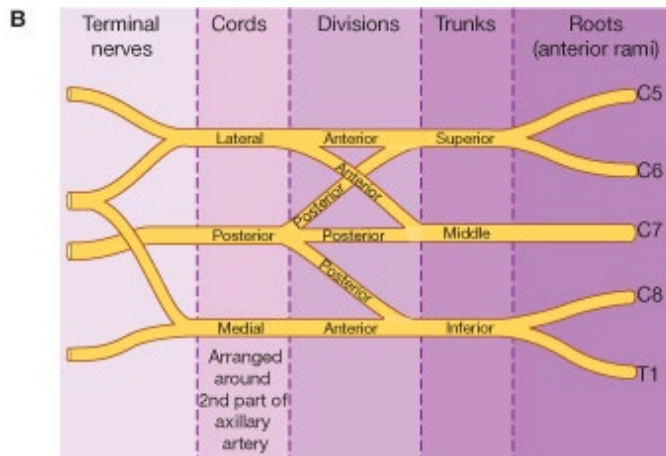 B
Terminal
nerves
Cords
Divisions
Trunks
Roots
(anterior rami)
C5
Lateral
Anterior
Superior
Anterior
C6
Posterior
Posterior
Posterior
Middle
C7
Posterior
C8
Medial
Anterior
Inferior
Arranged
around
2nd part of
axillary
artery
T1